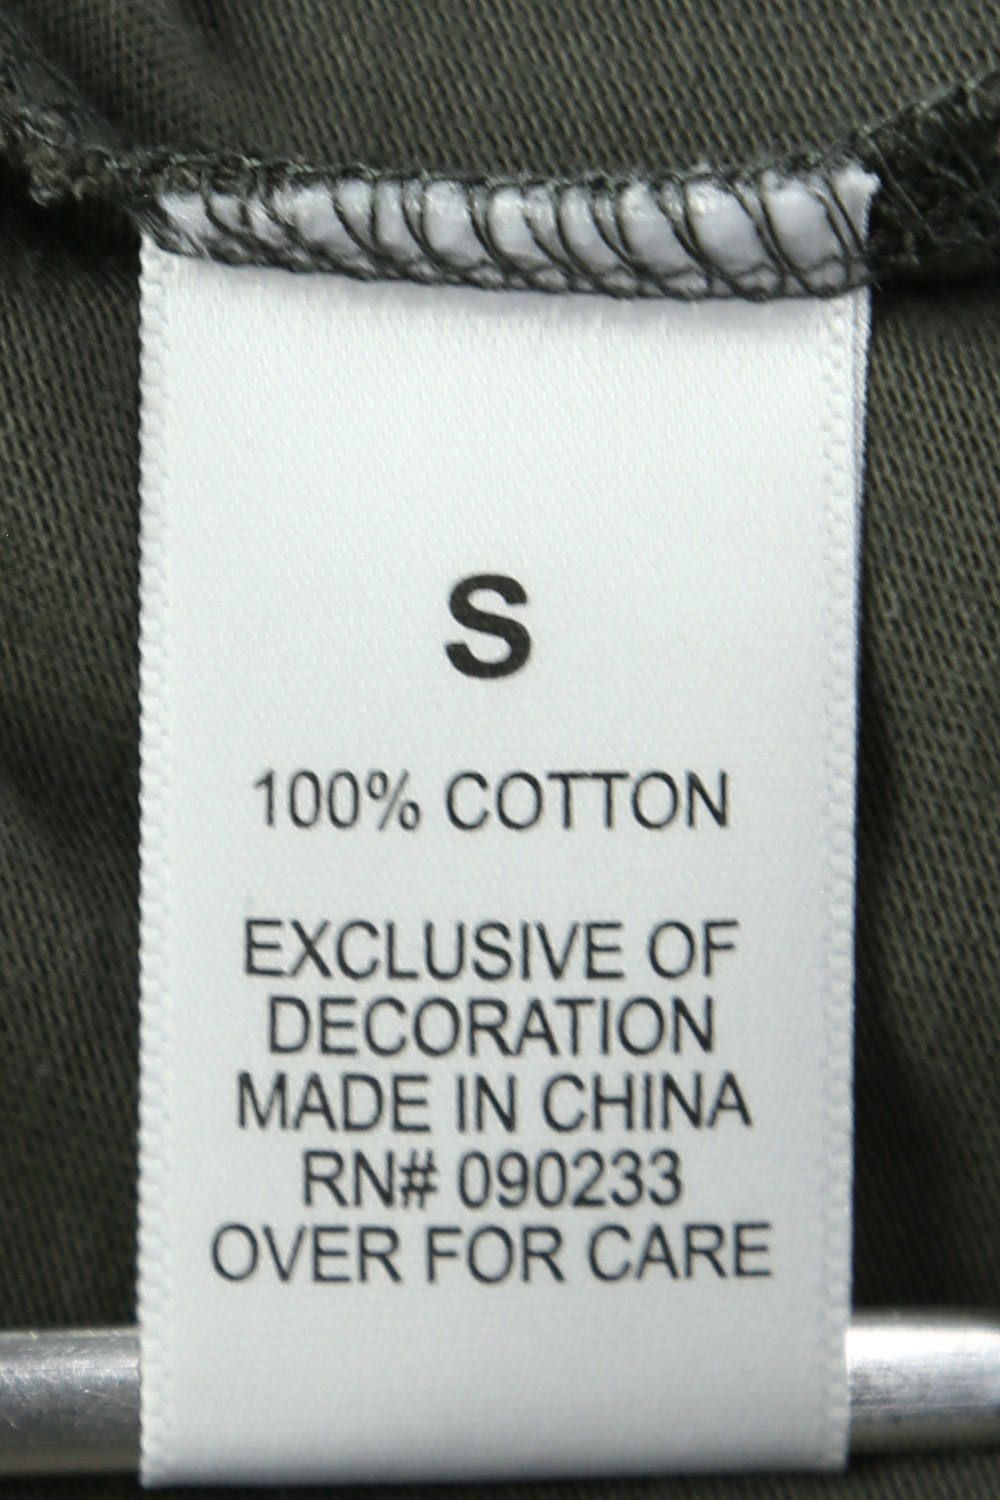 S
100% COTTON
EXCLUSIVE OF
DECORATION
MADE IN CHINA
RN# 090233
OVER FOR CARE